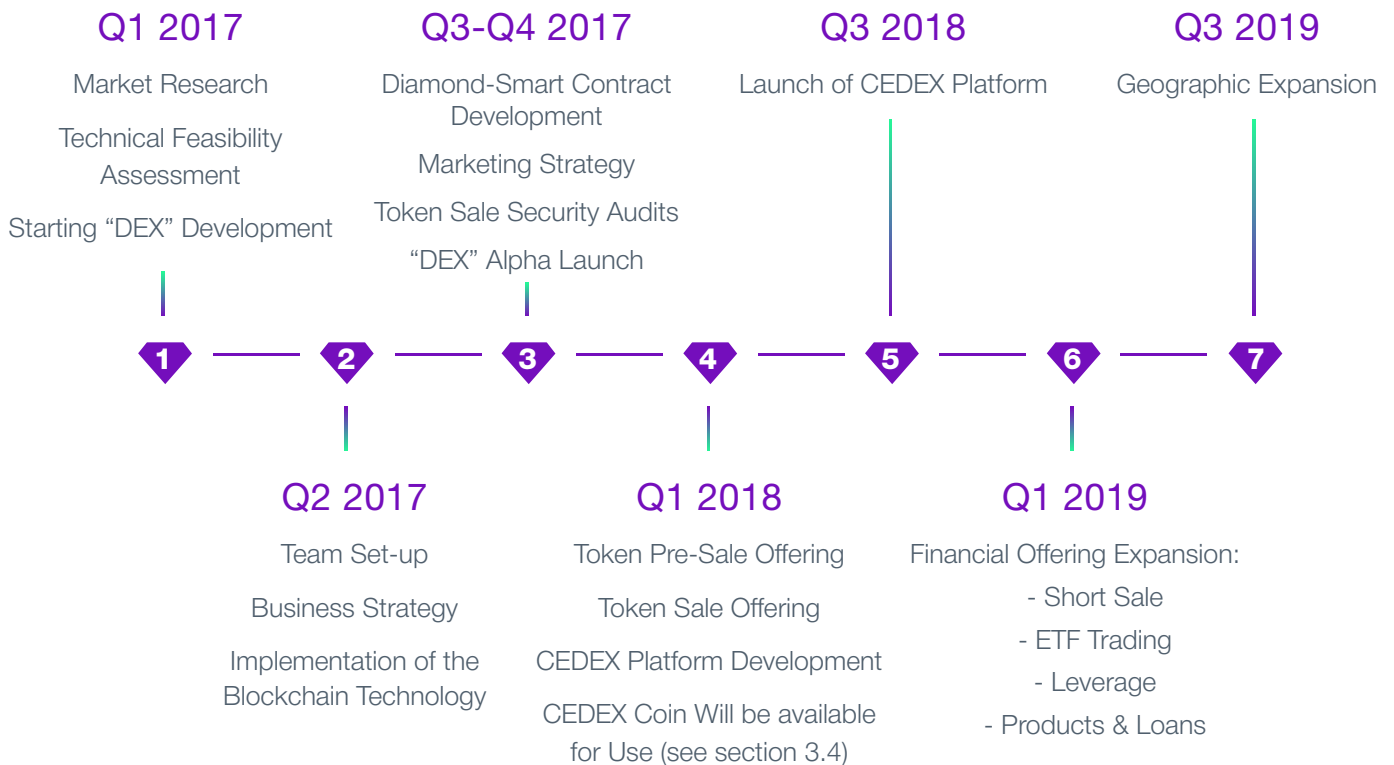 Q1 2017
Market Research
Technical Feasibility
Assessment
Starting “DEX” Development
Q3-Q4 2017
Diamond-Smart Contract
Development
Marketing Strategy
Token Sale Security Audits
“DEX” Alpha Launch
Q3 2018
Launch of CEDEX Platform
Q3 2019
Geographic Expansion
1
2
3
4
5
6
7
Q2 2017
Team Set-up
Business Strategy
Implementation of the
Blockchain Technology
Q1 2018
Token Pre-Sale Offering
Token Sale Offering
CEDEX Platform Development
CEDEX Coin Will be available
for Use (see section 3.4)
Q1 2019
Financial Offering Expansion:
- Short Sale
- ETF Trading
- Leverage
- Products & Loans